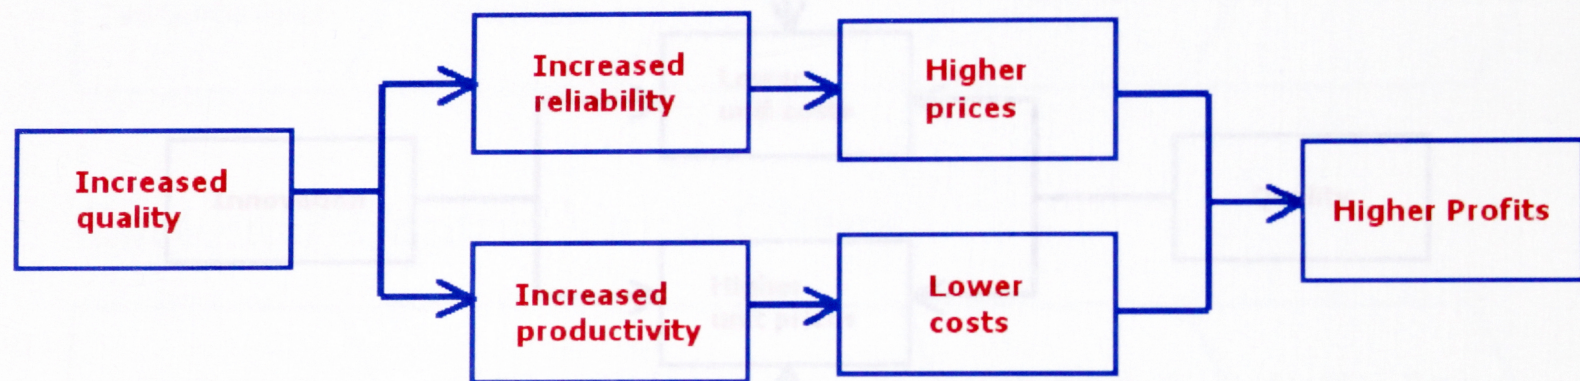 Increased
quality
Increased
reliability
Higher
prices
Increased
productivity
Lower
costs
Higher Profits